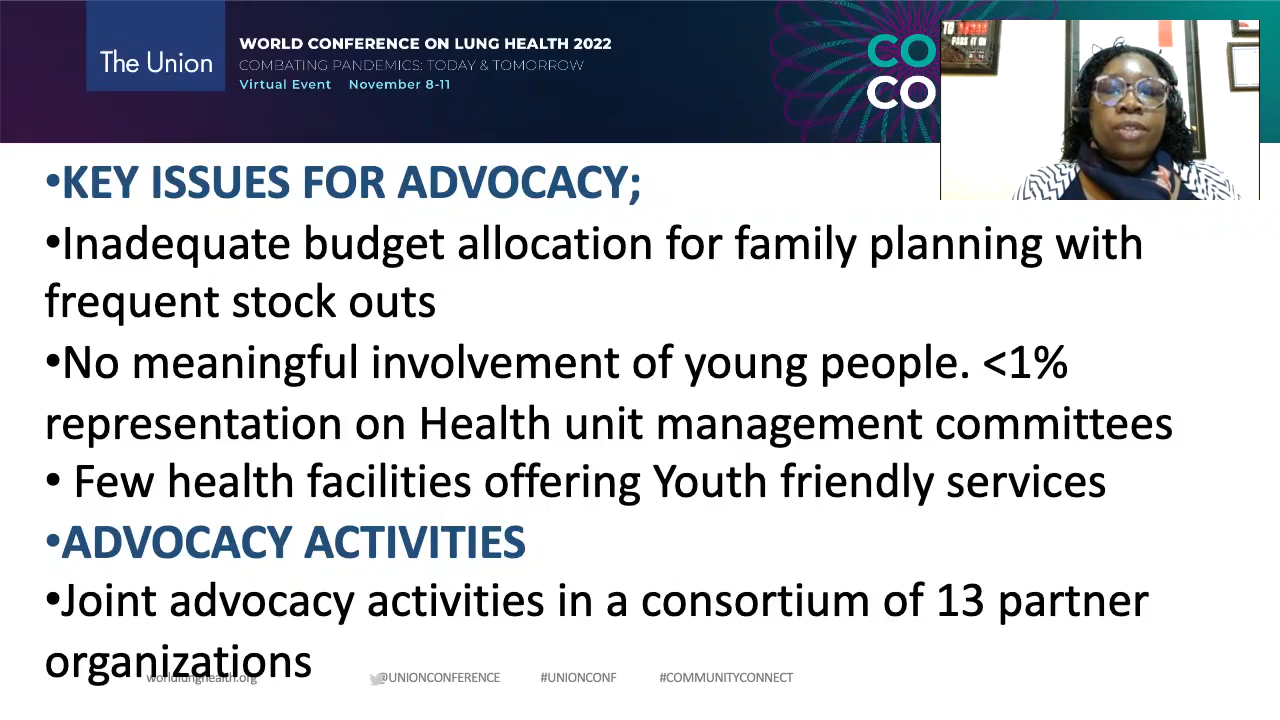 The Union
WORLD CONFERENCE ON LUNG HEALTH 2022
COMBATING PANDEMICS: TODAY & TOMORROW
Virtual Event November 8-11
CO
CO
PASS IT ON
•KEY ISSUES FOR ADVOCACY;
•Inadequate budget allocation for family planning with
frequent stock outs
•No meaningful involvement of young people. <1%
representation on Health unit management committees
• Few health facilities offering Youth friendly services
•ADVOCACY ACTIVITIES
•Joint advocacy activities in a consortium of 13 partner
organizations
worldlunghealth.org
@UNIONCONFERENCE #UNIONCONF #COMMUNITYCONNECT